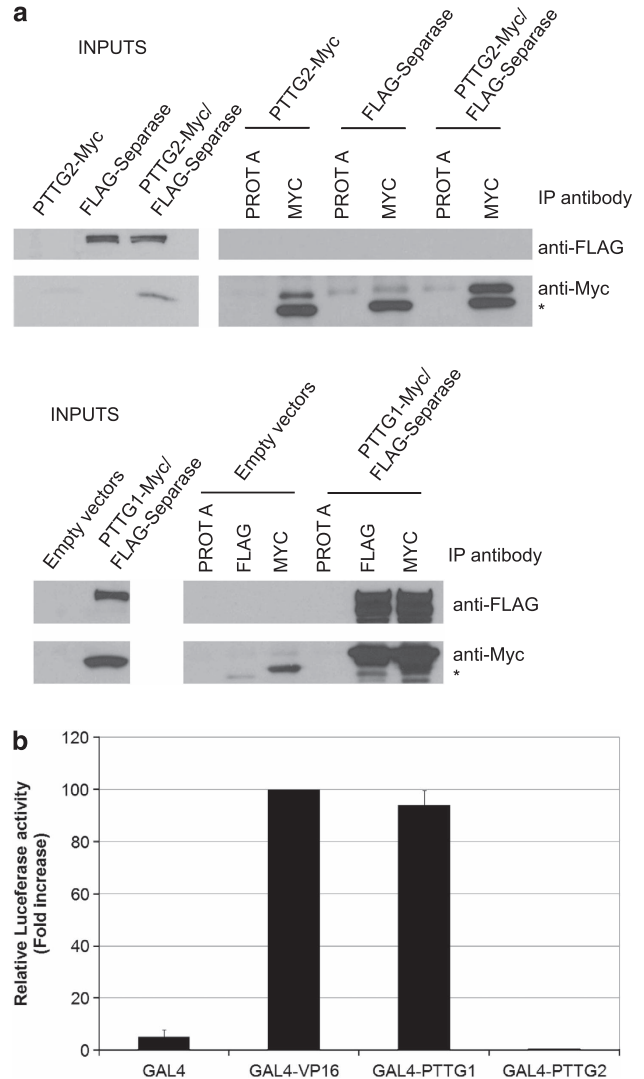 a
INPUTS
PTTG2-Myc
FLAG-Separase
PTTG2-Myc/
FLAG-Separase
PTTG2-Myc
FLAG-Separase
PTTG2-Myc/
FLAG-Separase
PROT A
MYC
PROT A
MYC
PROT A
MYC
IP antibody
anti-FLAG
anti-Myc
*
INPUTS
Empty vectors
PTTG1-Myc/
FLAG-Separase
Empty vectors
PTTG1-Myc/
FLAG-Separase
PROT A
FLAG
MYC
PROT A
FLAG
MYC
IP antibody
anti-FLAG
anti-Myc
*
b
Relative Luceferase activity
(Fold increase)
120
100
80
60
40
20
0
GAL4
GAL4-VP16
GAL4-PTTG1
GAL4-PTTG2